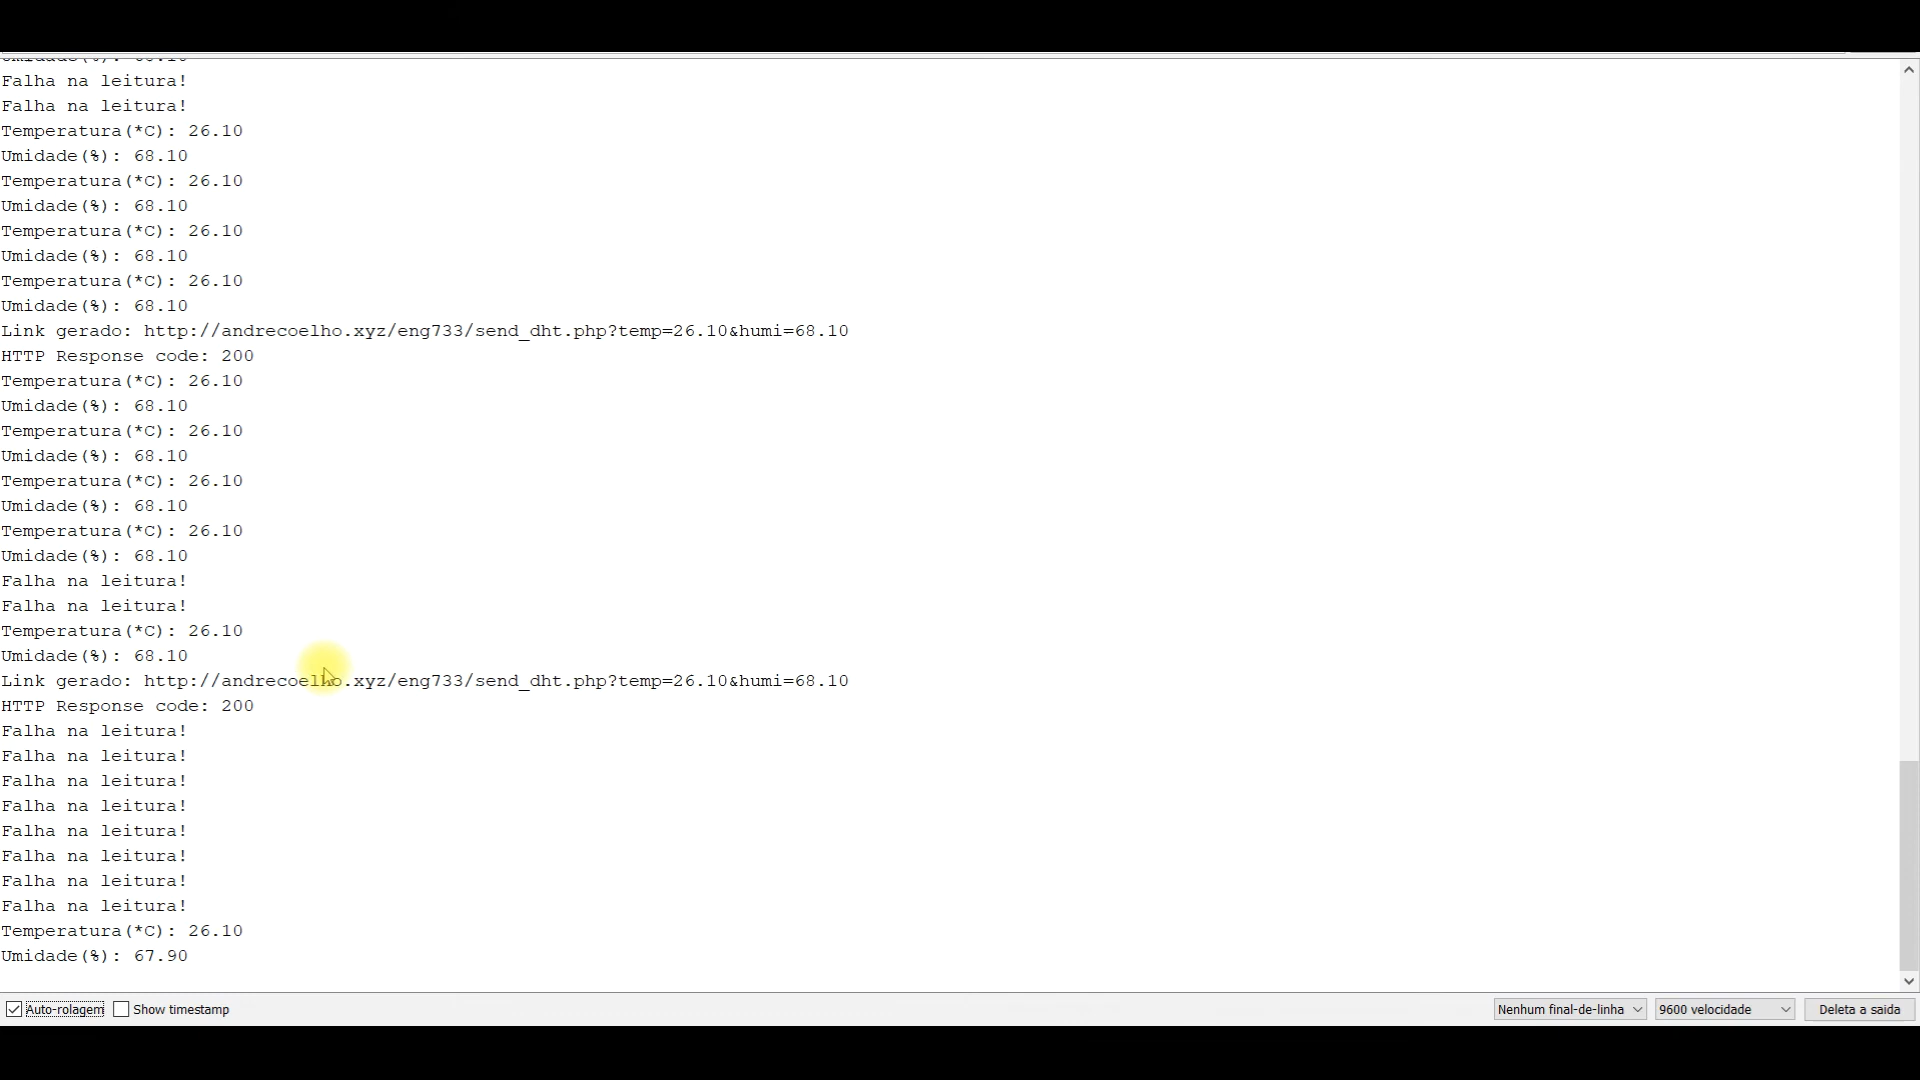 Falha na leitura!
Falha na leitura!
Temperatura(*C): 26.10
Umidade(%): 68.10
Temperatura(*C): 26.10
Umidade(%): 68.10
Temperatura(*C): 26.10
Umidade(%): 68.10
Temperatura(*C): 26.10
Umidade(%): 68.10
Link gerado: http://andrecoelho.xyz/eng733/send_dht.php?temp=26.10&humi=68.10
HTTP Response code: 200
Temperatura(*C): 26.10
Umidade(%): 68.10
Temperatura(*C): 26.10
Umidade(%): 68.10
Temperatura(*C): 26.10
Umidade(%): 68.10
Temperatura(*C): 26.10
Umidade(%): 68.10
Falha na leitura!
Falha na leitura!
Temperatura(*C): 26.10
Umidade(%): 68.10
Link gerado: http://andrecoelho.xyz/eng733/send_dht.php?temp=26.10&humi=68.10
HTTP Response code: 200
Falha na leitura!
Falha na leitura!
Falha na leitura!
Falha na leitura!
Falha na leitura!
Falha na leitura!
Falha na leitura!
Falha na leitura!
Temperatura(*C): 26.10
Umidade(%): 67.90
Auto-rolagem Show timestamp Nenhum final-de-linha 9600 velocidade Deleta a saida